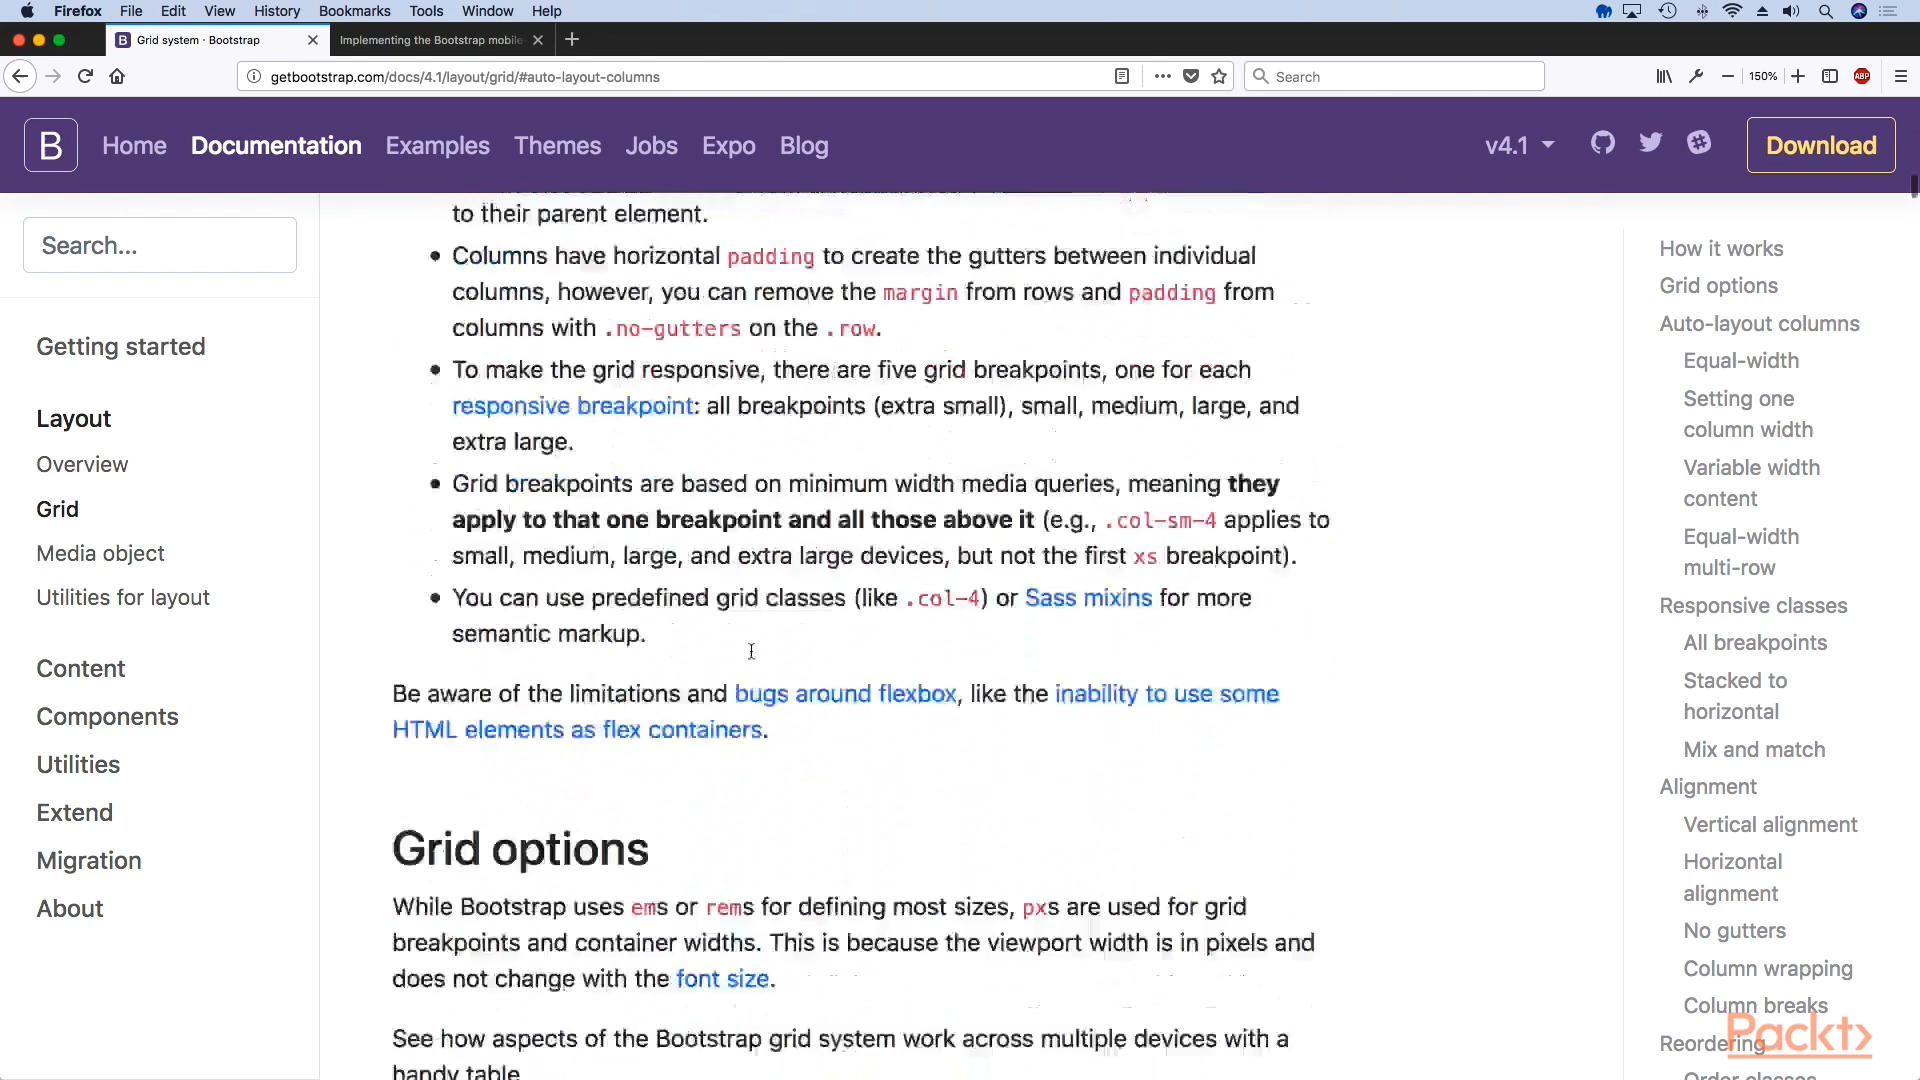 Firefox File Edit View History Bookmarks Tools Window Help
Grid system · Bootstrap
Implementing the Bootstrap mobile
getbootstrap.com/docs/4.1/layout/grid/#auto-layout-columns
Search
150%
ABP
B Home Documentation Examples Themes Jobs Expo Blog
v4.1
Download
Search...
Getting started
Layout
Overview
Grid
Media object
Utilities for layout
Content
Components
Utilities
Extend
Migration
About
to their parent element.
Columns have horizontal padding to create the gutters between individual
columns, however, you can remove the margin from rows and padding from
columns with .no-gutters on the .row.
To make the grid responsive, there are five grid breakpoints, one for each
responsive breakpoint: all breakpoints (extra small), small, medium, large, and
extra large.
Grid breakpoints are based on minimum width media queries, meaning they
apply to that one breakpoint and all those above it (e.g., .col-sm-4 applies to
small, medium, large, and extra large devices, but not the first xs breakpoint).
You can use predefined grid classes (like .col-4) or Sass mixins for more
semantic markup.
Be aware of the limitations and bugs around flexbox, like the inability to use some
HTML elements as flex containers.
Grid options
While Bootstrap uses ems or rems for defining most sizes, pxs are used for grid
breakpoints and container widths. This is because the viewport width is in pixels and
does not change with the font size.
See how aspects of the Bootstrap grid system work across multiple devices with a
handy table.
How it works
Grid options
Auto-layout columns
Equal-width
Setting one
column width
Variable width
content
Equal-width
multi-row
Responsive classes
All breakpoints
Stacked to
horizontal
Mix and match
Alignment
Vertical alignment
Horizontal
alignment
No gutters
Column wrapping
Column breaks
Reordering
Order classes
Packt>